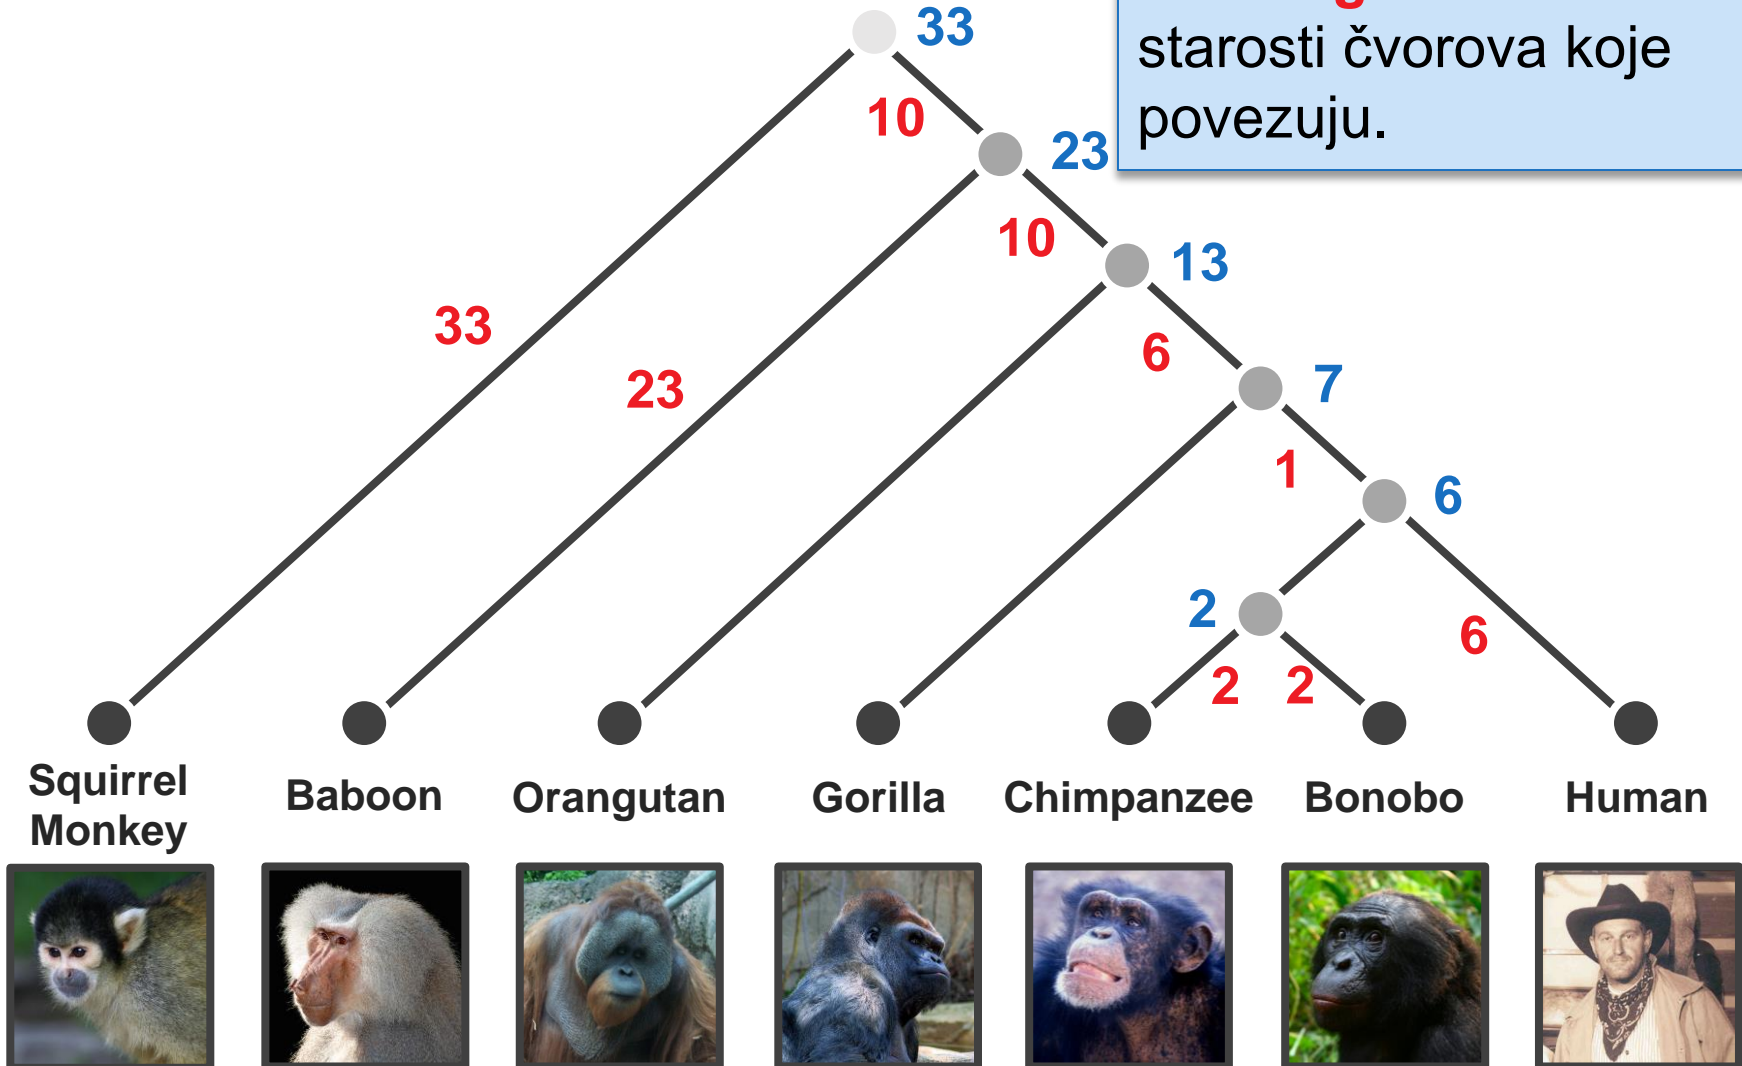 33
starosti čvorova koje
povezuju.
10
23
10
13
33
6
7
23
1
6
2
6
2
2
Squirrel
Monkey
Baboon
Orangutan
Gorilla
Chimpanzee
Bonobo
Human